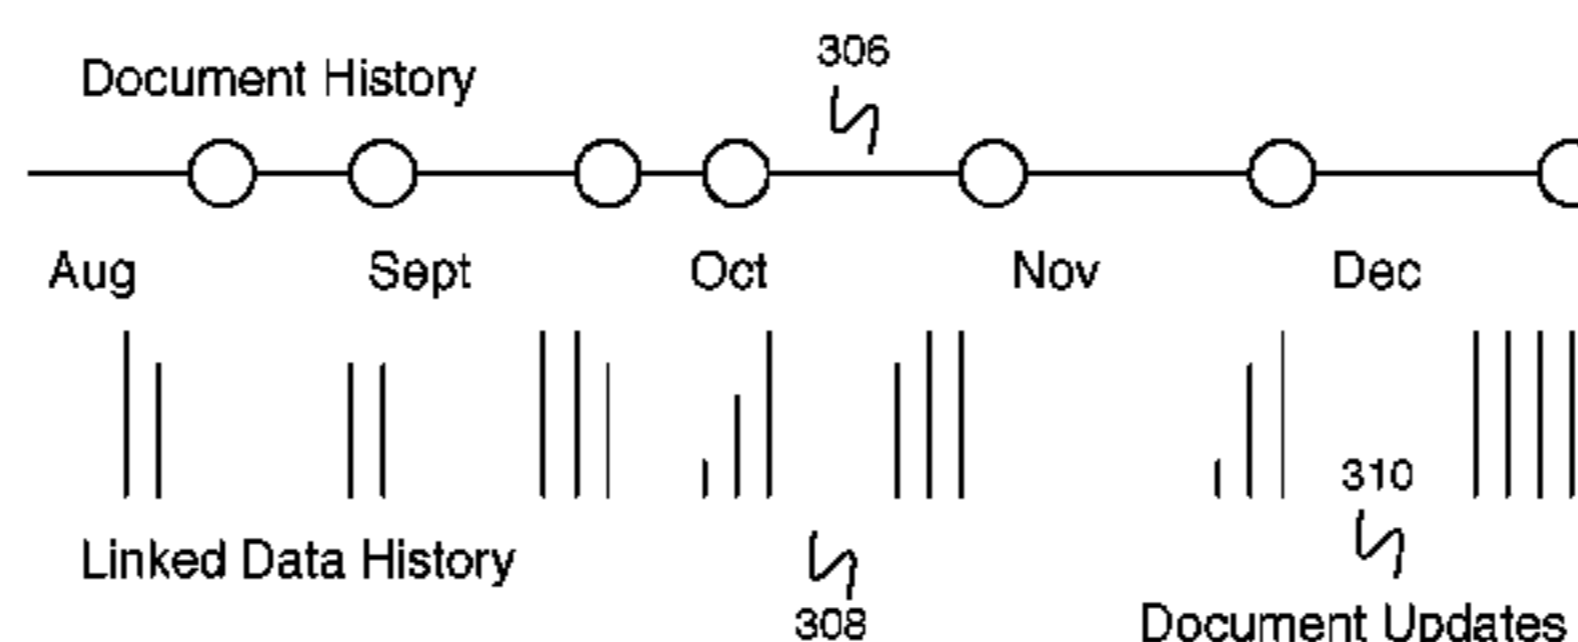 306
Document History
Aug Sept Oct Nov Dec
310
Linked Data History
308
Document Updates